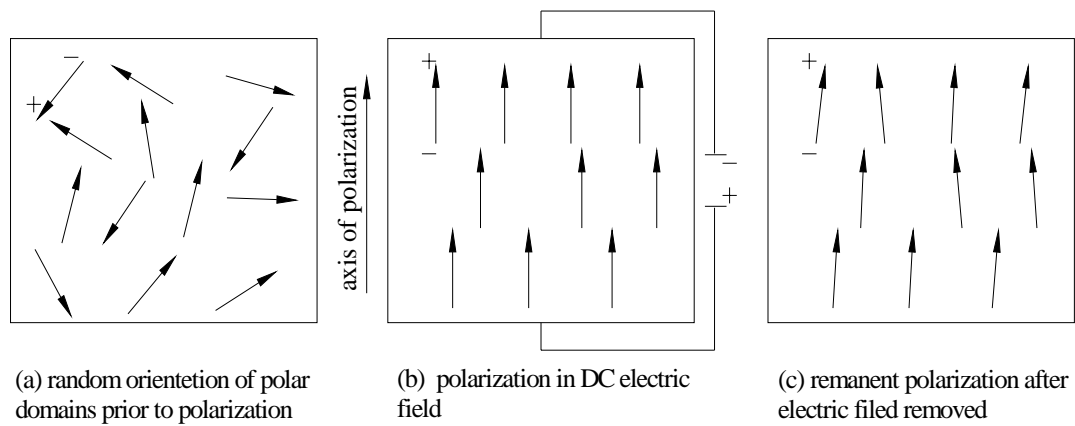 −
+
+
−
axis of polarization
−
+
+
−
(a) random orientetion of polar
domains prior to polarization
(b) polarization in DC electric
field
(c) remanent polarization after
electric filed removed